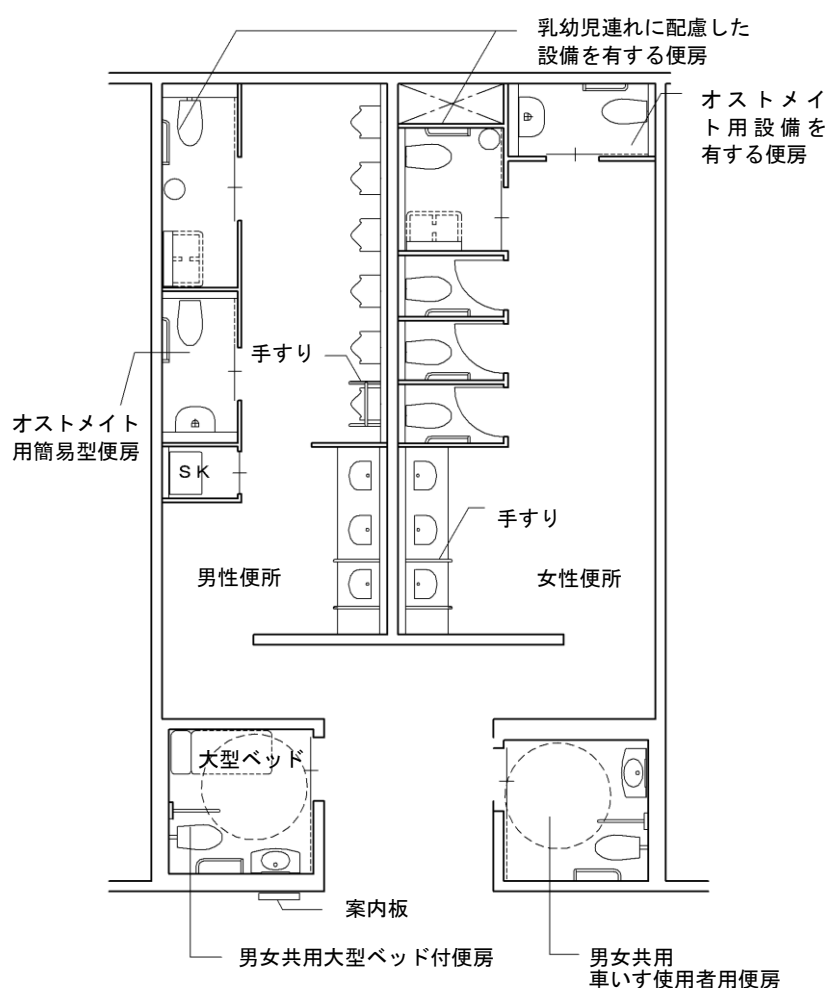 乳幼児連れに配慮した
設備を有する便房
オストメイ
ト用設備を
有する便房
手すり
オストメイト
用簡易型便房
SK
手すり
男性便所
女性便所
大型ベッド
案内板
男女共用大型ベッド付便房
男女共用
車いす使用者用便房